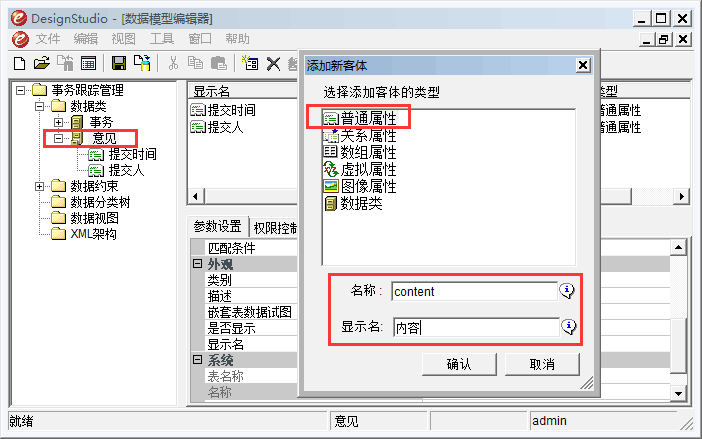 DesignStudio - [数据模型编辑器]
文件 编辑 视图 工具 窗口 帮助
事务跟踪管理
数据类
事务
意见
提交时间
提交人
数据约束
数据分类树
数据视图
XML架构
显示名
类型
提交时间
普通属性
提交人
普通属性
参数设置
权限控制
匹配条件
外观
类别
描述
嵌套表数据试图
是否显示
显示名
系统
表名称
名称
添加新客体
选择添加客体的类型
普通属性
关系属性
数组属性
虚拟属性
图像属性
数据类
名称: content
显示名: 内容
确认
取消
就绪
意见
admin